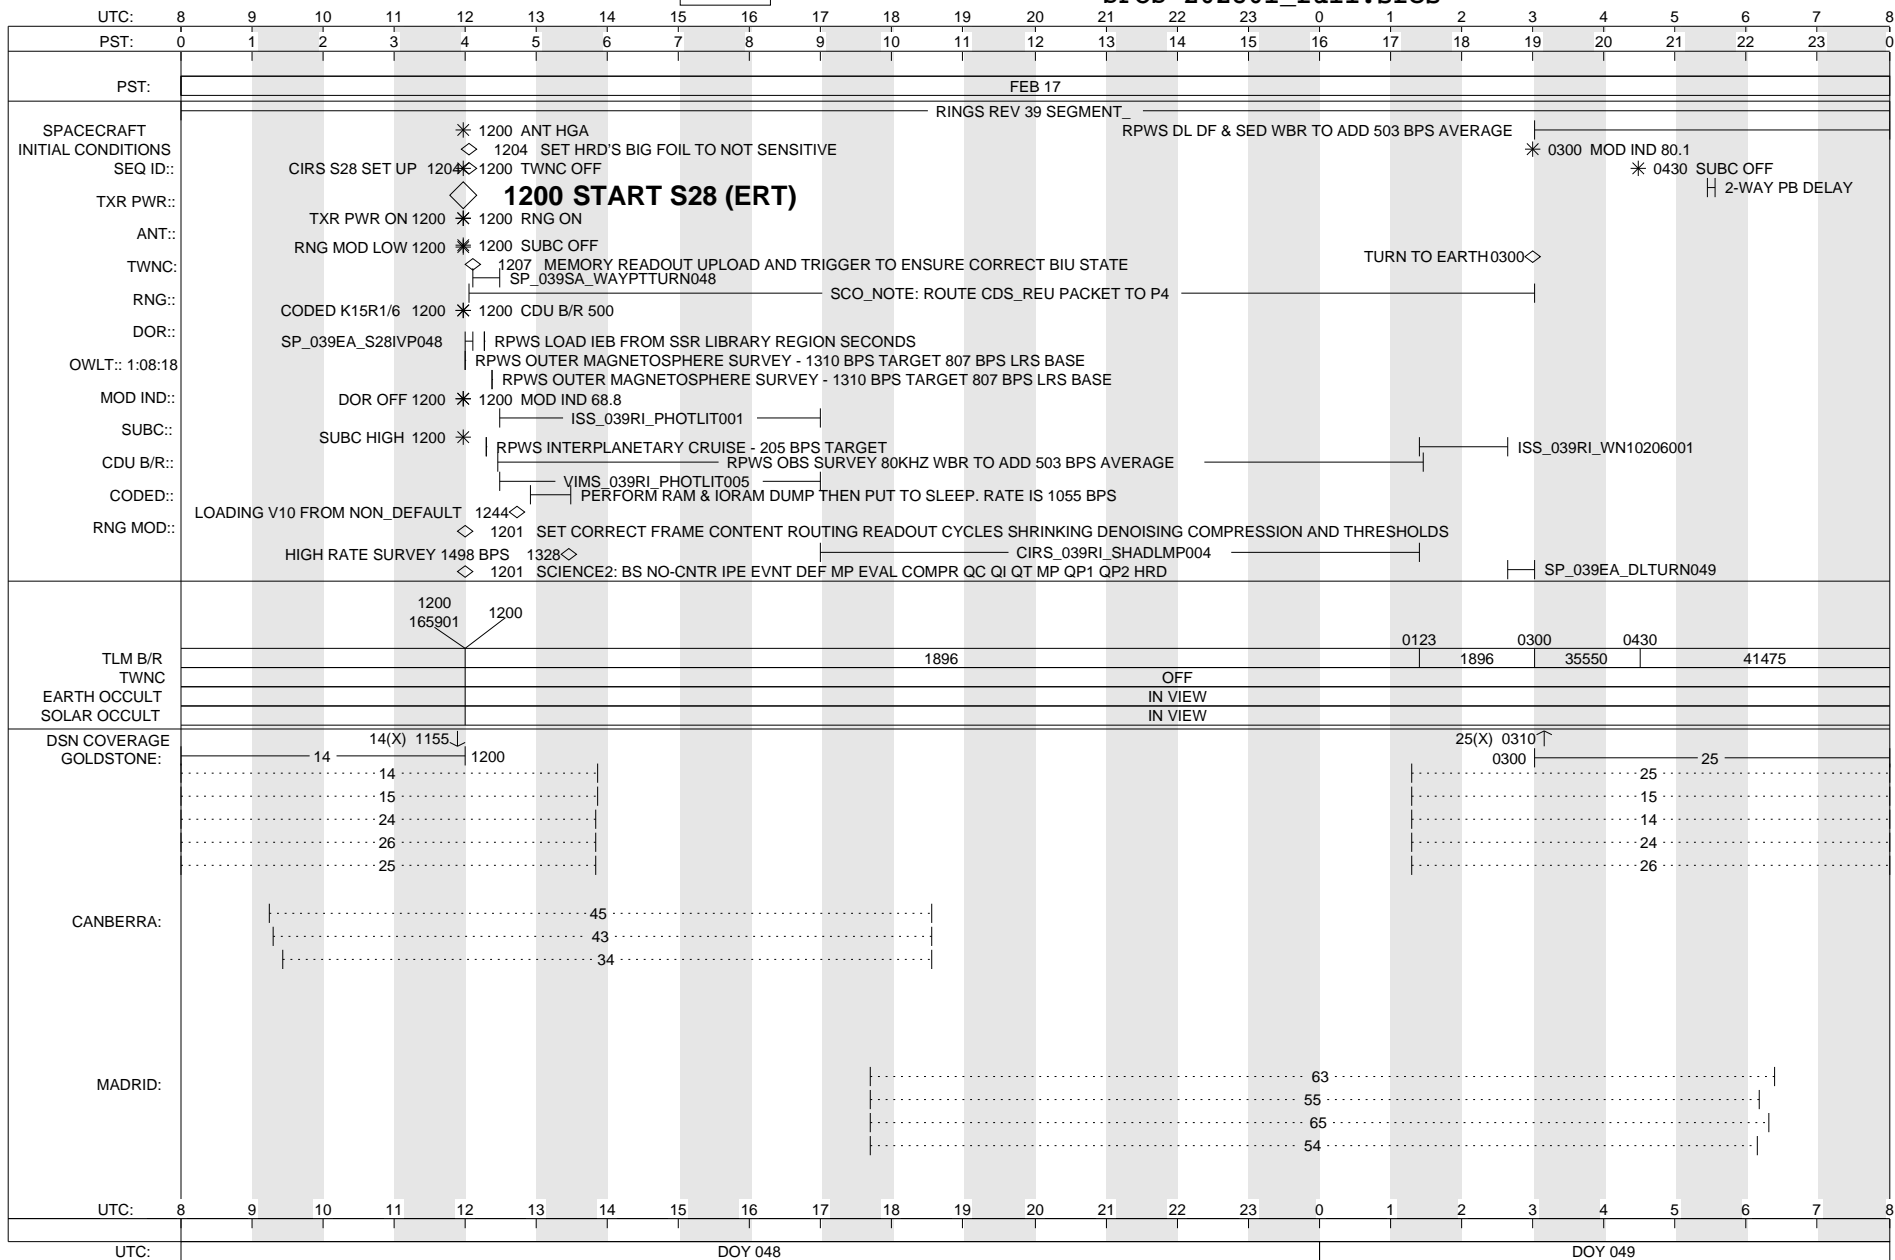 UTC: 8 9 10 11 12 13 14 15 16 17 18 19 20 21 22 23 0 1 2 3 4 5 6 7 8
PST: 0 1 2 3 4 5 6 7 8 9 10 11 12 13 14 15 16 17 18 19 20 21 22 23 0
PST: FEB 17
RINGS REV 39 SEGMENT_
SPACECRAFT
INITIAL CONDITIONS
SEQ ID::
TXR PWR::
ANT::
TWNC:
RNG::
DOR::
OWLT:: 1:08:18
MOD IND::
SUBC::
CDU B/R::
CODED::
RNG MOD::
1200 ANT HGA
RPWS DL DF & SED WBR TO ADD 503 BPS AVERAGE
1204 SET HRD'S BIG FOIL TO NOT SENSITIVE
0300 MOD IND 80.1
CIRS S28 SET UP 1204 1200 TWNC OFF
0430 SUBC OFF
1200 START S28 (ERT)
2-WAY PB DELAY
TXR PWR ON 1200 1200 RNG ON
RNG MOD LOW 1200 1200 SUBC OFF
TURN TO EARTH 0300
1207 MEMORY READOUT UPLOAD AND TRIGGER TO ENSURE CORRECT BIU STATE
SP_039SA_WAYPTTURN048
SCO_NOTE: ROUTE CDS_REU PACKET TO P4
CODED K15R1/6 1200 1200 CDU B/R 500
SP_039EA_S28IVP048 RPWS LOAD IEB FROM SSR LIBRARY REGION SECONDS
RPWS OUTER MAGNETOSPHERE SURVEY - 1310 BPS TARGET 807 BPS LRS BASE
RPWS OUTER MAGNETOSPHERE SURVEY - 1310 BPS TARGET 807 BPS LRS BASE
DOR OFF 1200 1200 MOD IND 68.8
ISS_039RI_PHOTLIT001
SUBC HIGH 1200
RPWS INTERPLANETARY CRUISE - 205 BPS TARGET
ISS_039RI_WN10206001
RPWS OBS SURVEY 80KHZ WBR TO ADD 503 BPS AVERAGE
VIMS_039RI_PHOTLIT005
PERFORM RAM & IORAM DUMP THEN PUT TO SLEEP. RATE IS 1055 BPS
LOADING V10 FROM NON_DEFAULT 1244
1201 SET CORRECT FRAME CONTENT ROUTING READOUT CYCLES SHRINKING DENOISING COMPRESSION AND THRESHOLDS
HIGH RATE SURVEY 1498 BPS 1328
CIRS_039RI_SHADLMP004
1201 SCIENCE2: BS NO-CNTR IPE EVNT DEF MP EVAL COMPR QC QI QT MP QP1 QP2 HRD
SP_039EA_DLTURN049
1200 1200
165901
0123 0300 0430
TLM B/R 1896 1896 35550 41475
TWNC OFF
EARTH OCCULT IN VIEW
SOLAR OCCULT IN VIEW
DSN COVERAGE 14(X) 1155 25(X) 0310
GOLDSTONE: 14 1200 0300 25
14 25
15 15
24 14
26 24
25 26
CANBERRA: 45
43
34
MADRID: 63
55
65
54
UTC: 8 9 10 11 12 13 14 15 16 17 18 19 20 21 22 23 0 1 2 3 4 5 6 7 8
UTC: DOY 048 DOY 049